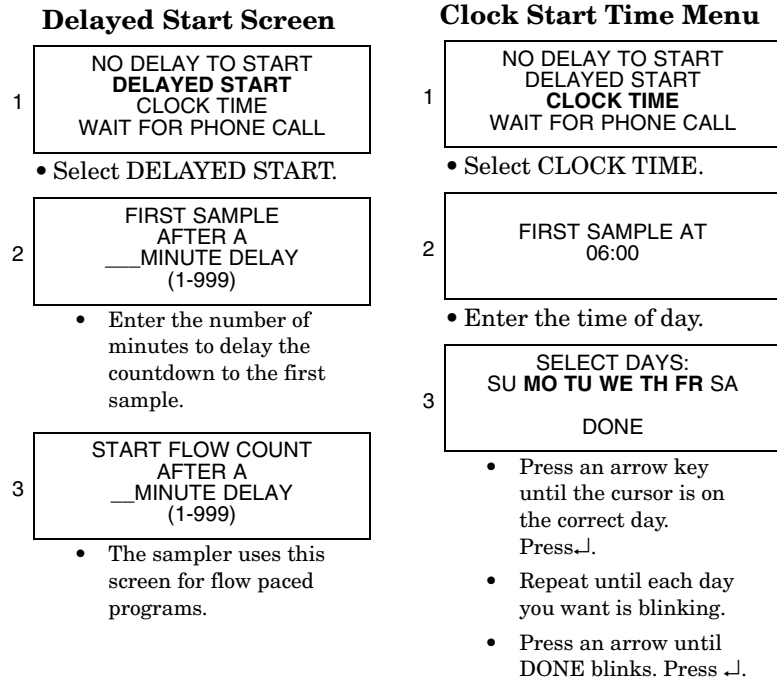 Delayed Start Screen
1
NO DELAY TO START
DELAYED START
CLOCK TIME
WAIT FOR PHONE CALL
• Select DELAYED START.
2
FIRST SAMPLE
AFTER A
___MINUTE DELAY
(1-999)
• Enter the number of
minutes to delay the
countdown to the first
sample.
3
START FLOW COUNT
AFTER A
__MINUTE DELAY
(1-999)
• The sampler uses this
screen for flow paced
programs.
Clock Start Time Menu
1
NO DELAY TO START
DELAYED START
CLOCK TIME
WAIT FOR PHONE CALL
• Select CLOCK TIME.
2
FIRST SAMPLE AT
06:00
• Enter the time of day.
3
SELECT DAYS:
SU MO TU WE TH FR SA
DONE
• Press an arrow key
until the cursor is on
the correct day.
Press↵.
• Repeat until each day
you want is blinking.
• Press an arrow until
DONE blinks. Press ↵.